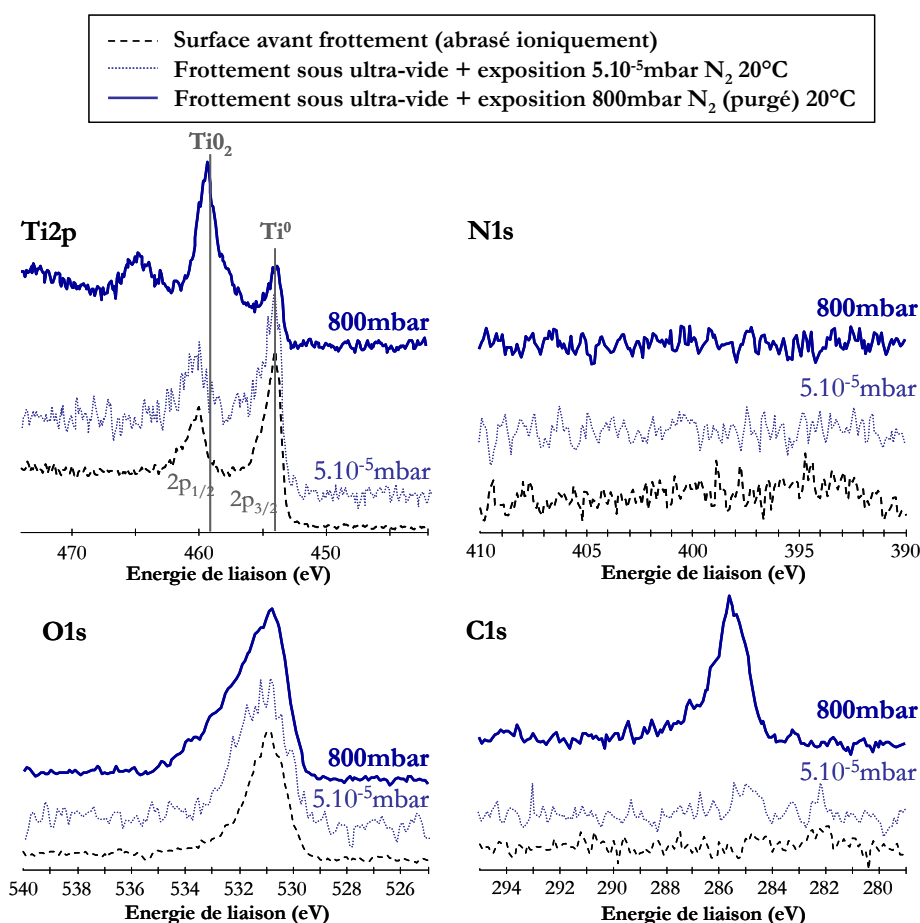 Surface avant frottement (abrasé ioniquement)
Frottement sous ultra-vide + exposition 5.10⁻⁵mbar N₂ 20°C
Frottement sous ultra-vide + exposition 800mbar N₂ (purgé) 20°C
Ti0₂
Ti2p
Ti⁰
800mbar
5.10⁻⁵mbar
2p₁/₂
2p₃/₂
470 460 450
Energie de liaison (eV)
N1s
800mbar
5.10⁻⁵mbar
410 405 400 395 390
Energie de liaison (eV)
O1s
800mbar
5.10⁻⁵mbar
540 538 536 534 532 530 528 526
Energie de liaison (eV)
C1s
800mbar
5.10⁻⁵mbar
294 292 290 288 286 284 282 280
Energie de liaison (eV)